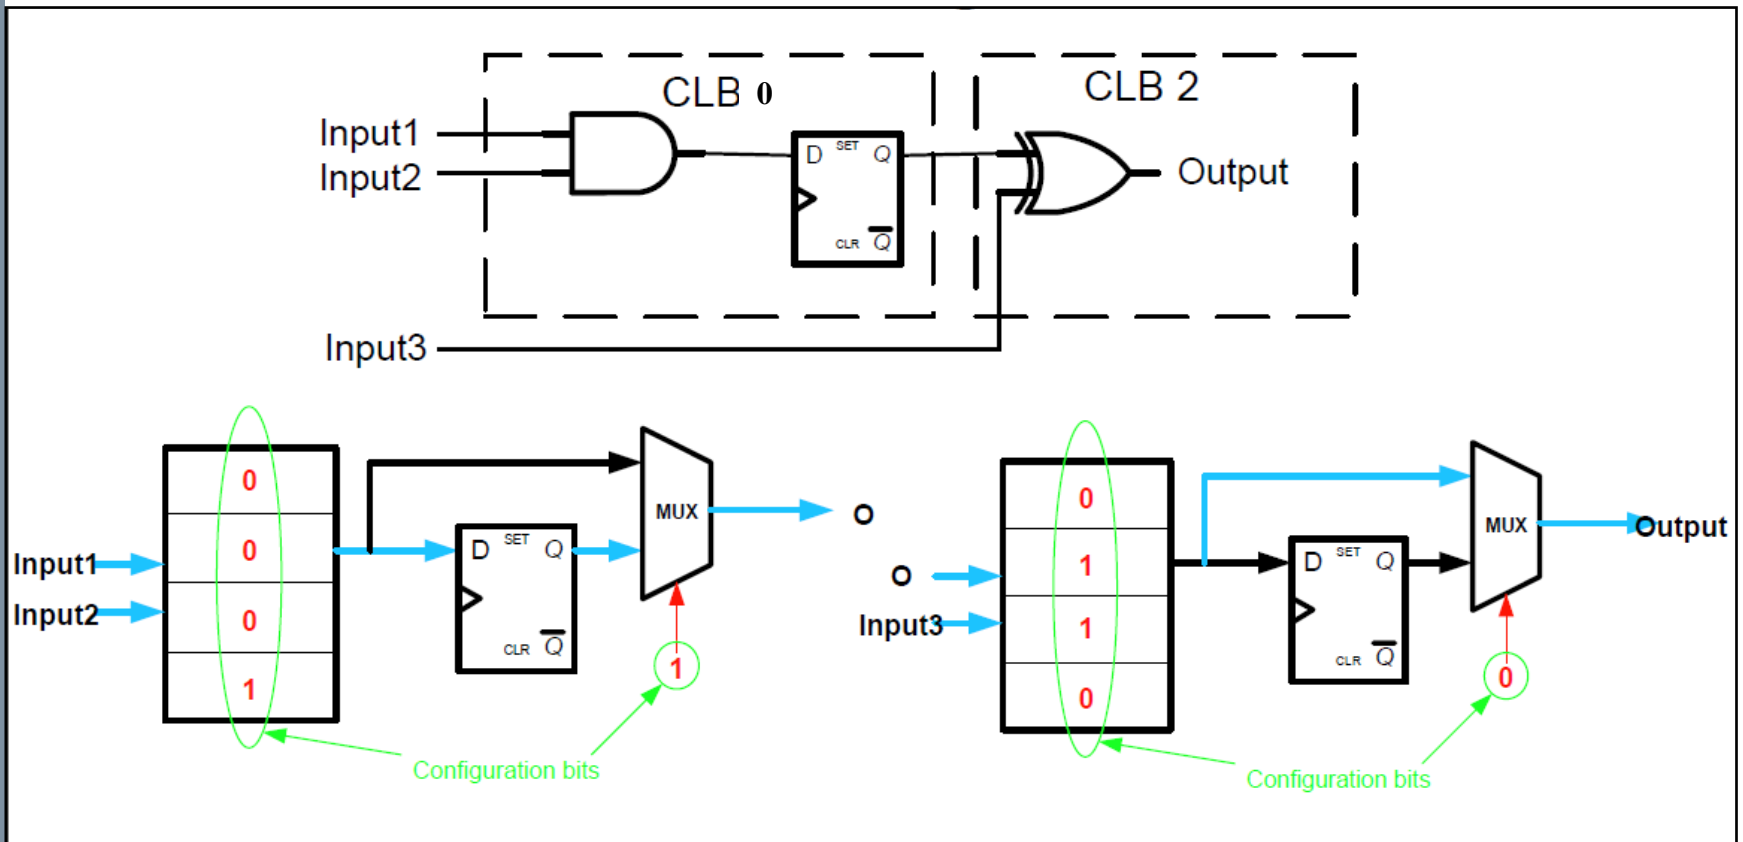 CLB 0
CLB 2
Input1
Input2
D SET Q
CLR Q
Output
Input3
0
0
0
1
Input1
Input2
D SET Q
CLR Q
MUX
1
O
Configuration bits
0
1
1
0
O
Input3
D SET Q
CLR Q
MUX
0
Output
Configuration bits